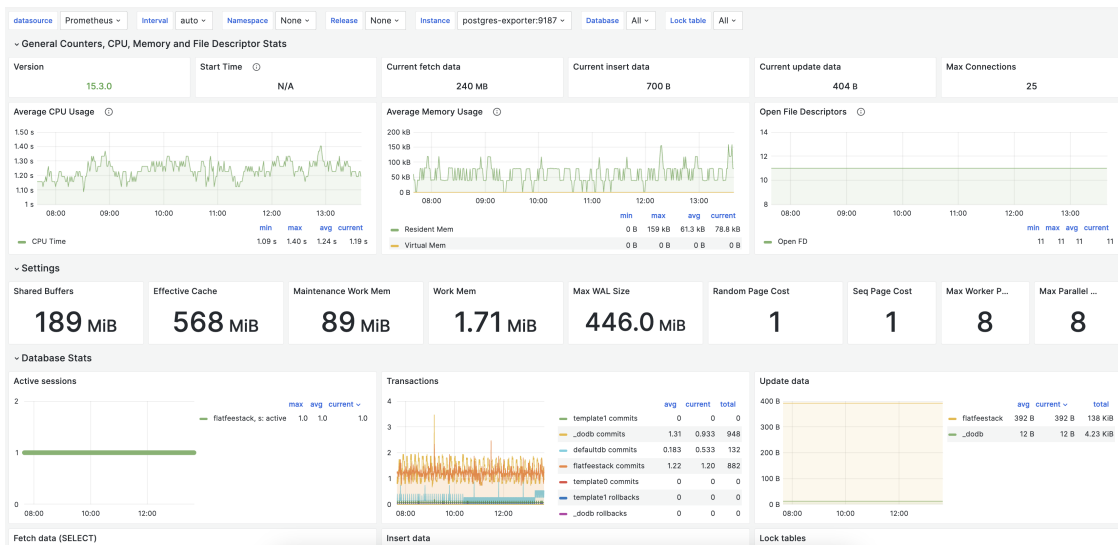 datasource Prometheus Interval auto Namespace None Release None Instance postgres-exporter:9187 Database All Lock table All
General Counters, CPU, Memory and File Descriptor Stats
Version Start Time Current fetch data Current insert data Current update data Max Connections
15.3.0 N/A 240 MB 700 B 404 B 25
Average CPU Usage
1.50 s
1.40 s
1.30 s
1.20 s
1.10 s
1 s
08:00 09:00 10:00 11:00 12:00 13:00
min max avg current
CPU Time 1.09 s 1.40 s 1.24 s 1.19 s
Average Memory Usage
200 kB
150 kB
100 kB
50 kB
0 B
08:00 09:00 10:00 11:00 12:00 13:00
min max avg current
Resident Mem 0 B 159 kB 61.3 kB 78.8 kB
Virtual Mem 0 B 0 B 0 B 0 B
Open File Descriptors
14
12
10
8
08:00 09:00 10:00 11:00 12:00 13:00
min max avg current
Open FD 11 11 11 11
Settings
Shared Buffers Effective Cache Maintenance Work Mem Work Mem Max WAL Size Random Page Cost Seq Page Cost Max Worker P... Max Parallel ...
189 MiB 568 MiB 89 MiB 1.71 MiB 446.0 MiB 1 1 8 8
Database Stats
Active sessions
2
1
0
08:00 10:00 12:00
max avg current
flatfeestack, s: active 1.0 1.0 1.0
Transactions
4
3
2
1
0
08:00 10:00 12:00
avg current total
template1 commits 0 0 0
_dodb commits 1.31 0.933 948
defaultdb commits 0.183 0.533 132
flatfeestack commits 1.22 1.20 882
template0 commits 0 0 0
template1 rollbacks 0 0 0
_dodb rollbacks 0 0 0
Update data
400 B
300 B
200 B
100 B
0 B
08:00 10:00 12:00
avg current total
flatfeestack 392 B 392 B 138 KiB
_dodb 12 B 12 B 4.23 KiB
Fetch data (SELECT) Insert data Lock tables